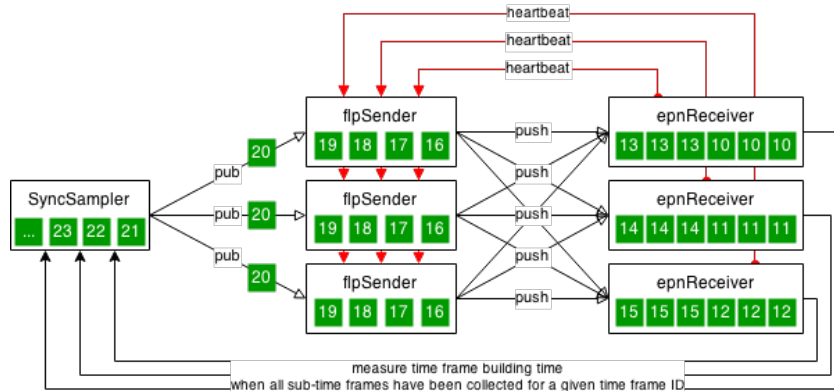 heartbeat
heartbeat
heartbeat
flpSender
19 18 17 16
push
epnReceiver
13 13 13 10 10 10
20
pub
SyncSampler
... 23 22 21
pub
20
flpSender
19 18 17 16
push
push
push
epnReceiver
14 14 14 11 11 11
pub
20
flpSender
19 18 17 16
push
push
epnReceiver
15 15 15 12 12 12
measure time frame building time
when all sub-time frames have been collected for a given time frame ID